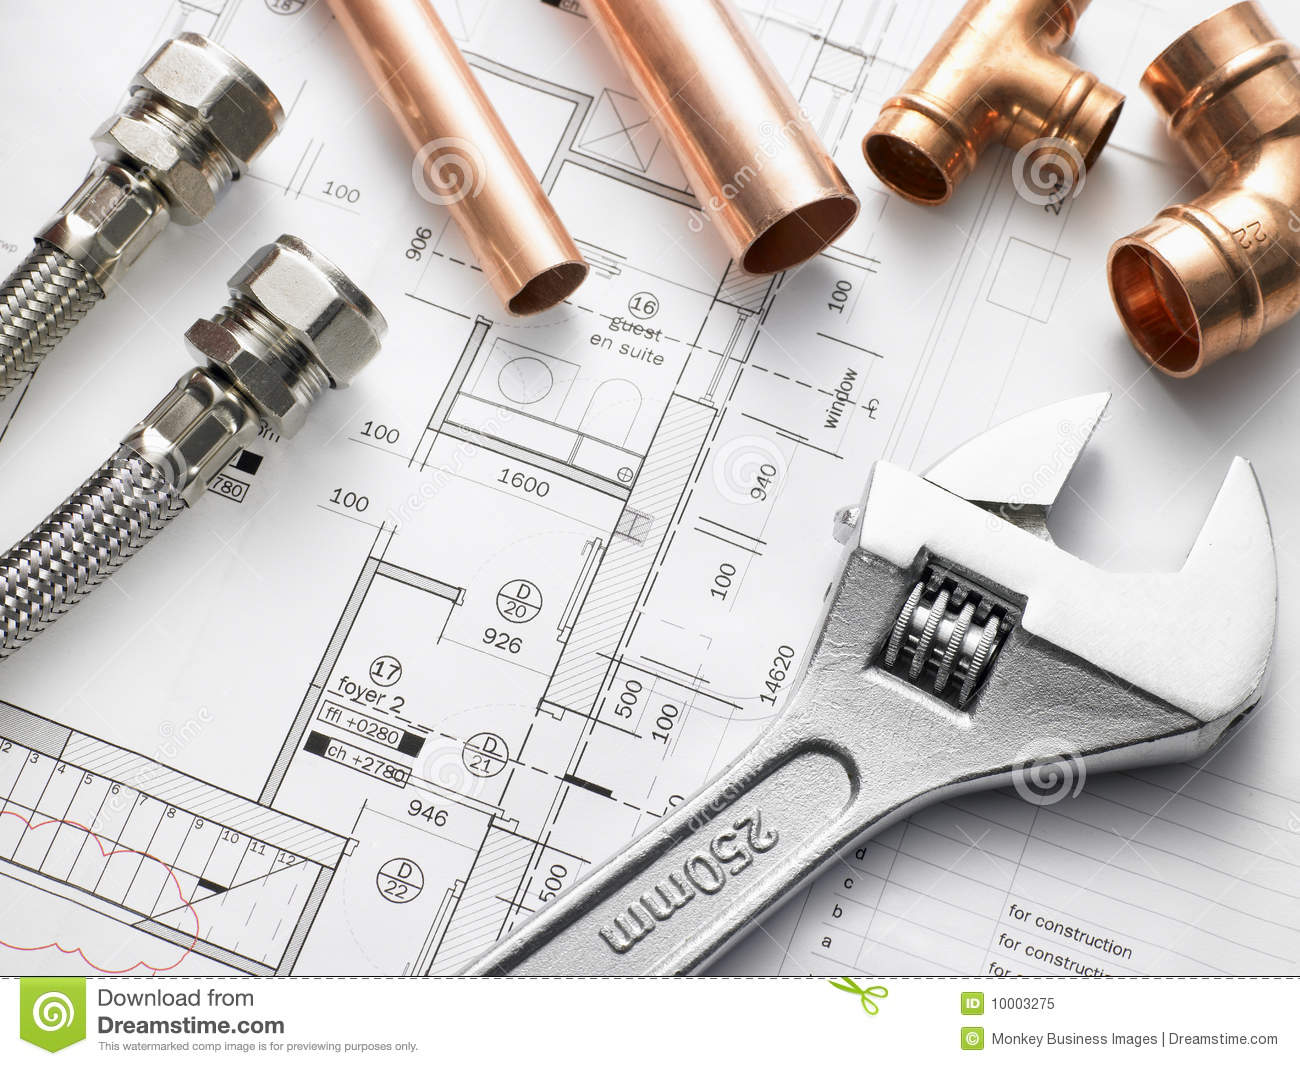 18
100
906
16
guest
en suite
100
window
100
1600
940
780
100
100
D
20
926
14620
17
foyer 2
ffl +0280
ch +2780
500
100
D
21
946
D
22
500
2
3
4
5
6
7
8
9
10
11
12
250mm
d
c
b
a
for construction
for construction
for
dreamstime
Download from
Dreamstime.com
This watermarked comp image is for previewing purposes only.
ID 10003275
© Monkey Business Images | Dreamstime.com